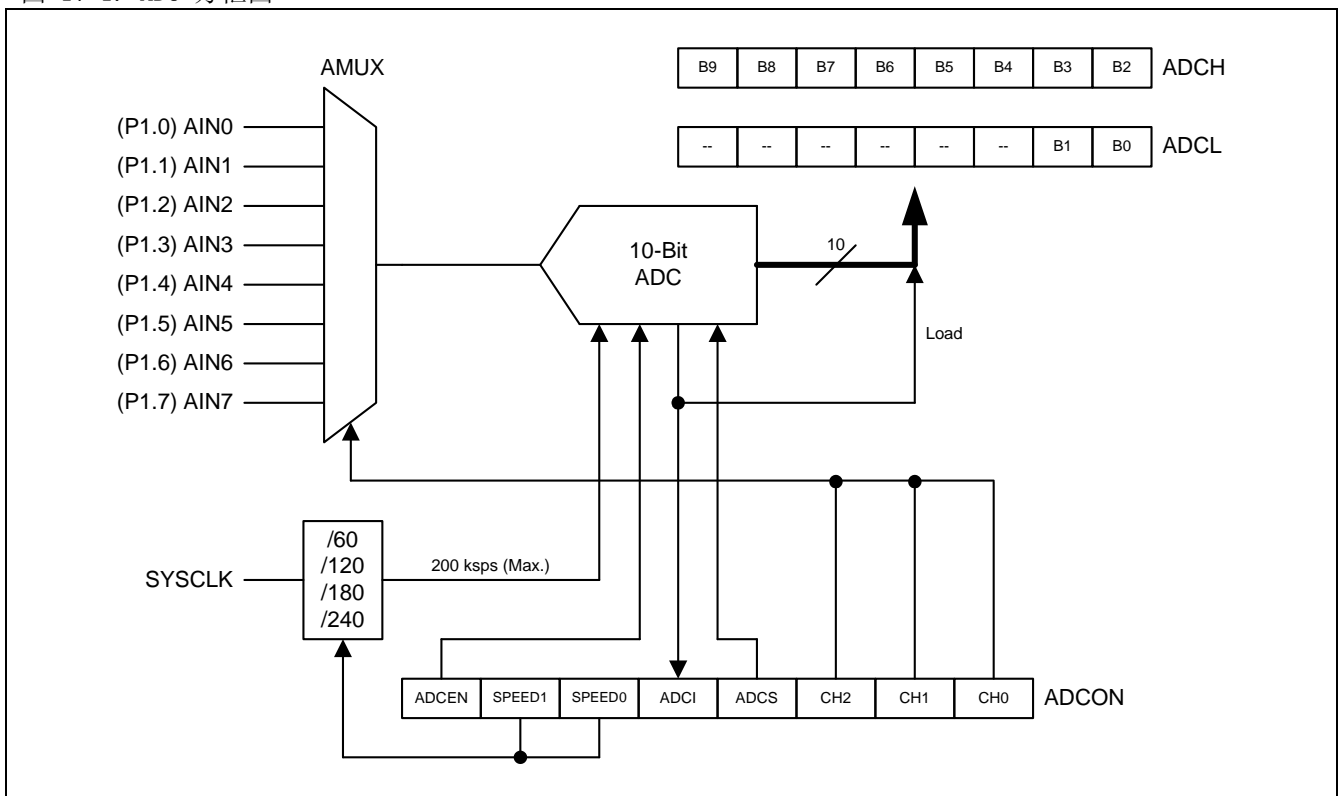 AMUX
B9 B8 B7 B6 B5 B4 B3 B2 ADCH
(P1.0) AIN0
-- -- -- -- -- -- B1 B0 ADCL
(P1.1) AIN1
(P1.2) AIN2
(P1.3) AIN3
(P1.4) AIN4
(P1.5) AIN5
(P1.6) AIN6
(P1.7) AIN7
10-Bit
ADC
10
Load
SYSCLK
/60
/120
/180
/240
200 ksps (Max.)
ADCEN SPEED1 SPEED0 ADCI ADCS CH2 CH1 CH0 ADCON